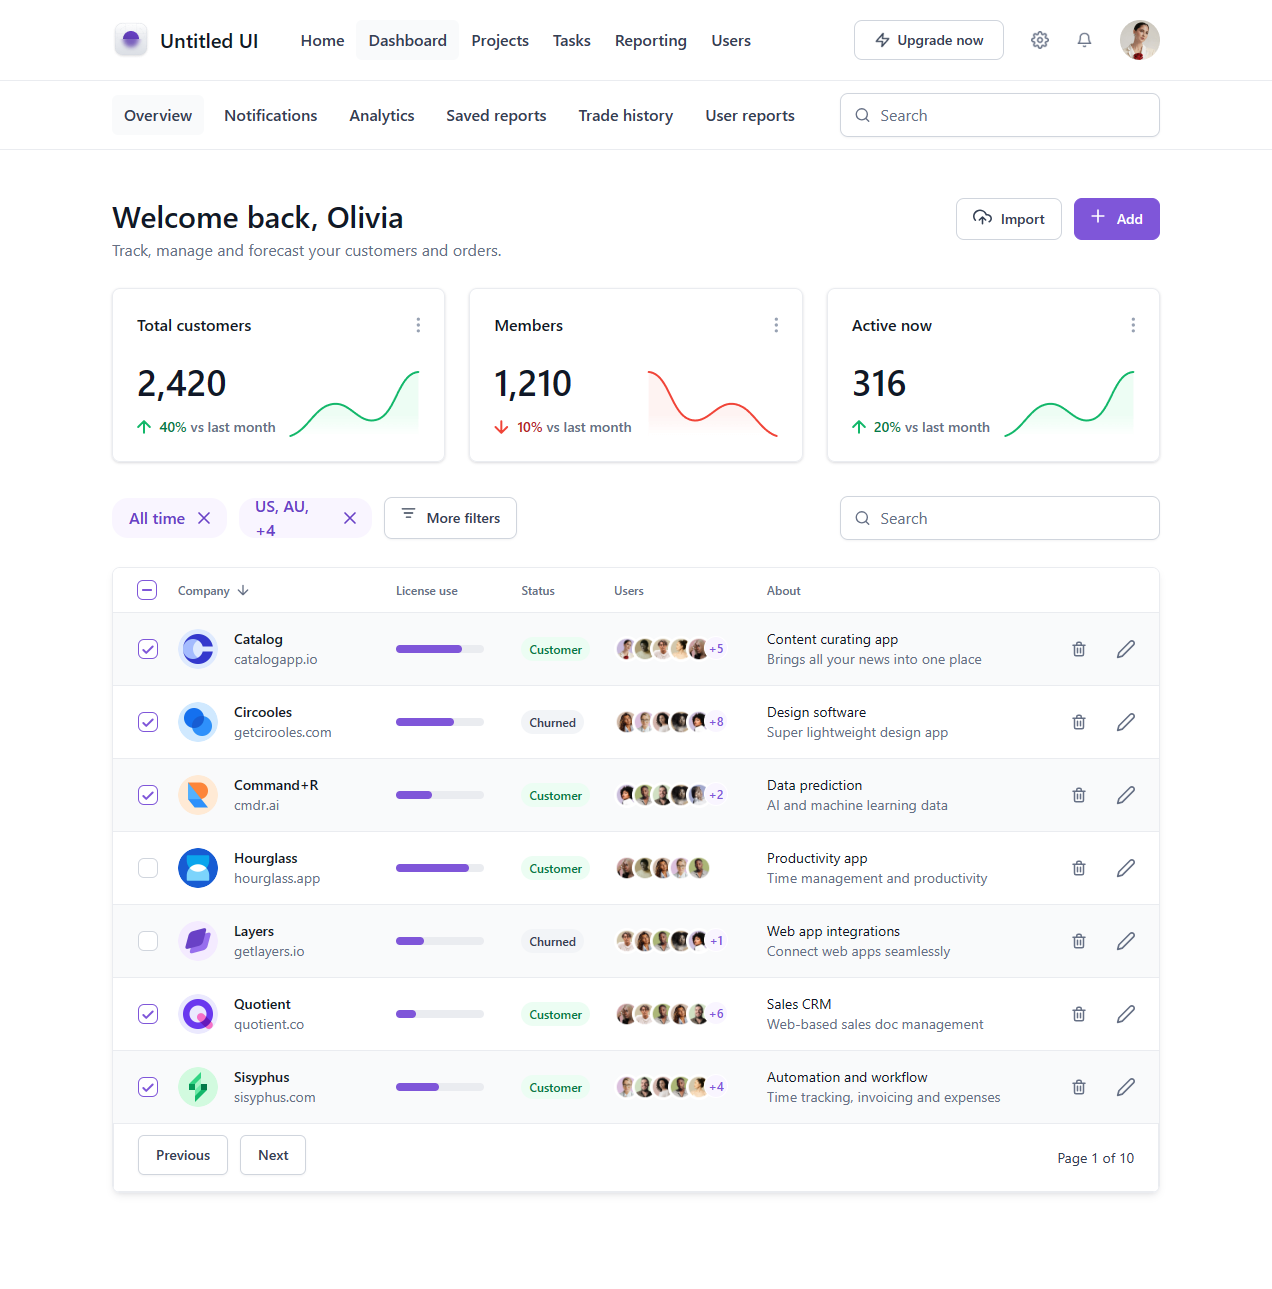 Untitled UI
Home
Dashboard
Projects
Tasks
Reporting
Users
Upgrade now
Overview
Notifications
Analytics
Saved reports
Trade history
User reports
Search
Welcome back, Olivia
Track, manage and forecast your customers and orders.
Import
Add
Total customers
2,420
40% vs last month
Members
1,210
10% vs last month
Active now
316
20% vs last month
All time
US, AU,
+4
More filters
Search
Company
License use
Status
Users
About
Catalog
catalogapp.io
Customer
+5
Content curating app
Brings all your news into one place
Circooles
getcirooles.com
Churned
+8
Design software
Super lightweight design app
Command+R
cmdr.ai
Customer
+2
Data prediction
AI and machine learning data
Hourglass
hourglass.app
Customer
Productivity app
Time management and productivity
Layers
getlayers.io
Churned
+1
Web app integrations
Connect web apps seamlessly
Quotient
quotient.co
Customer
+6
Sales CRM
Web-based sales doc management
Sisyphus
sisyphus.com
Customer
+4
Automation and workflow
Time tracking, invoicing and expenses
Previous
Next
Page 1 of 10